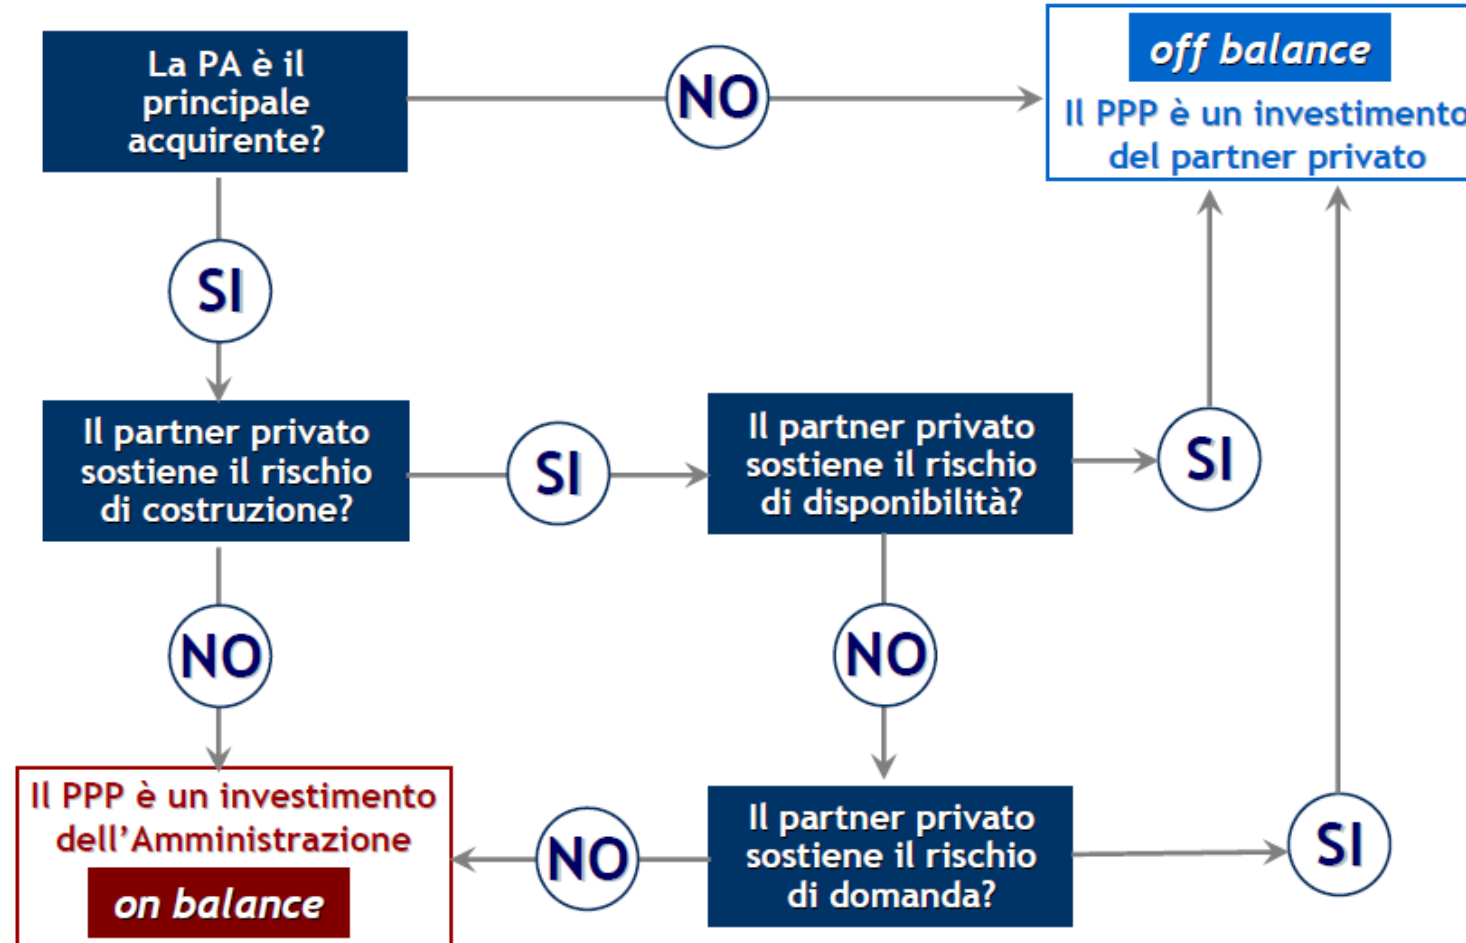 La PA è il
principale
acquirente?
NO
off balance
Il PPP è un investimento
del partner privato
SI
Il partner privato
sostiene il rischio
di costruzione?
SI
Il partner privato
sostiene il rischio
di disponibilità?
SI
NO
NO
Il PPP è un investimento
dell’Amministrazione
on balance
NO
Il partner privato
sostiene il rischio
di domanda?
SI